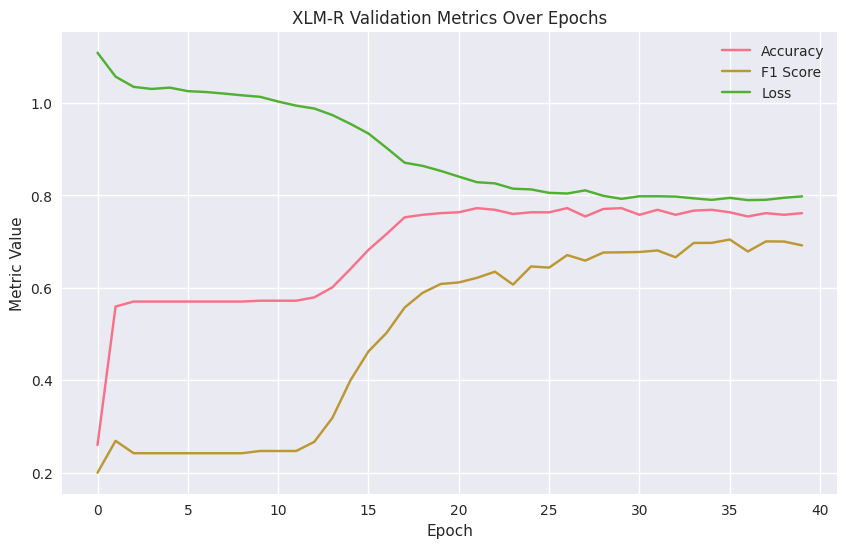 XLM-R Validation Metrics Over Epochs
Accuracy
F1 Score
Loss
Metric Value
1.0
0.8
0.6
0.4
0.2
0 5 10 15 20 25 30 35 40
Epoch